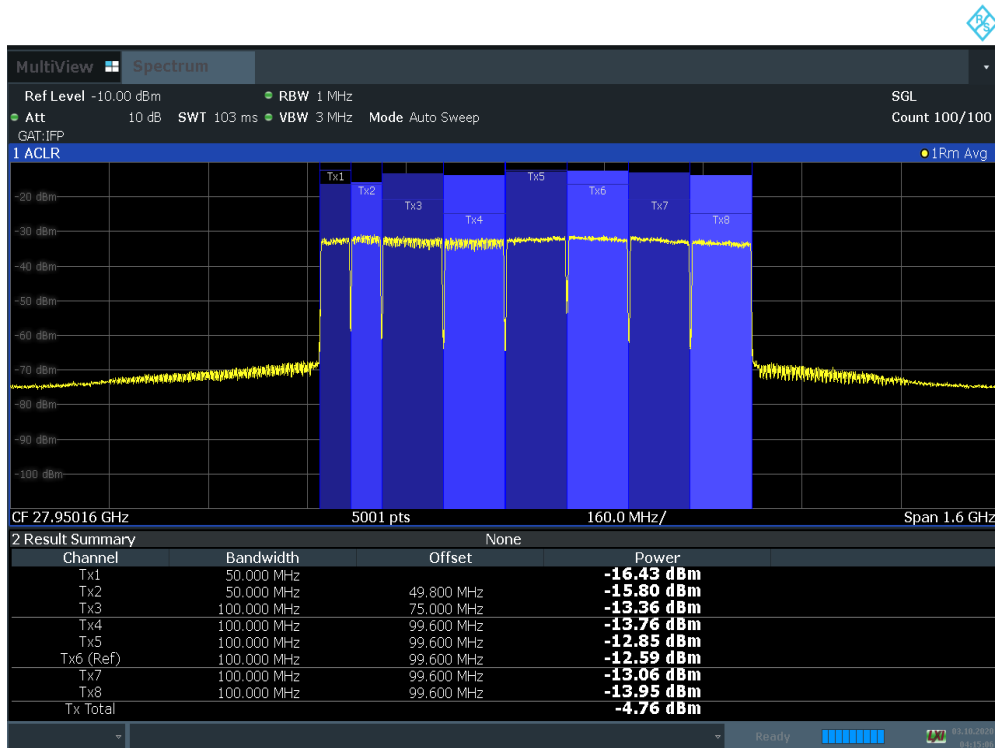 R&S
MultiView Spectrum
Ref Level -10.00 dBm RBW 1 MHz SGL
Att 10 dB SWT 103 ms VBW 3 MHz Mode Auto Sweep Count 100/100
GAT:IFP
1 ACLR 1Rm Avg
Tx1 Tx5
Tx2 Tx6
Tx3 Tx7
Tx4 Tx8
-20 dBm
-30 dBm
-40 dBm
-50 dBm
-60 dBm
-70 dBm
-80 dBm
-90 dBm
-100 dBm
CF 27.95016 GHz 5001 pts 160.0 MHz/ Span 1.6 GHz
2 Result Summary None
Channel Bandwidth Offset Power
Tx1 50.000 MHz -16.43 dBm
Tx2 50.000 MHz 49.800 MHz -15.80 dBm
Tx3 100.000 MHz 75.000 MHz -13.36 dBm
Tx4 100.000 MHz 99.600 MHz -13.76 dBm
Tx5 100.000 MHz 99.600 MHz -12.85 dBm
Tx6 (Ref) 100.000 MHz 99.600 MHz -12.59 dBm
Tx7 100.000 MHz 99.600 MHz -13.06 dBm
Tx8 100.000 MHz 99.600 MHz -13.95 dBm
Tx Total -4.76 dBm
Ready LXI 03.10.2020
04:15:06